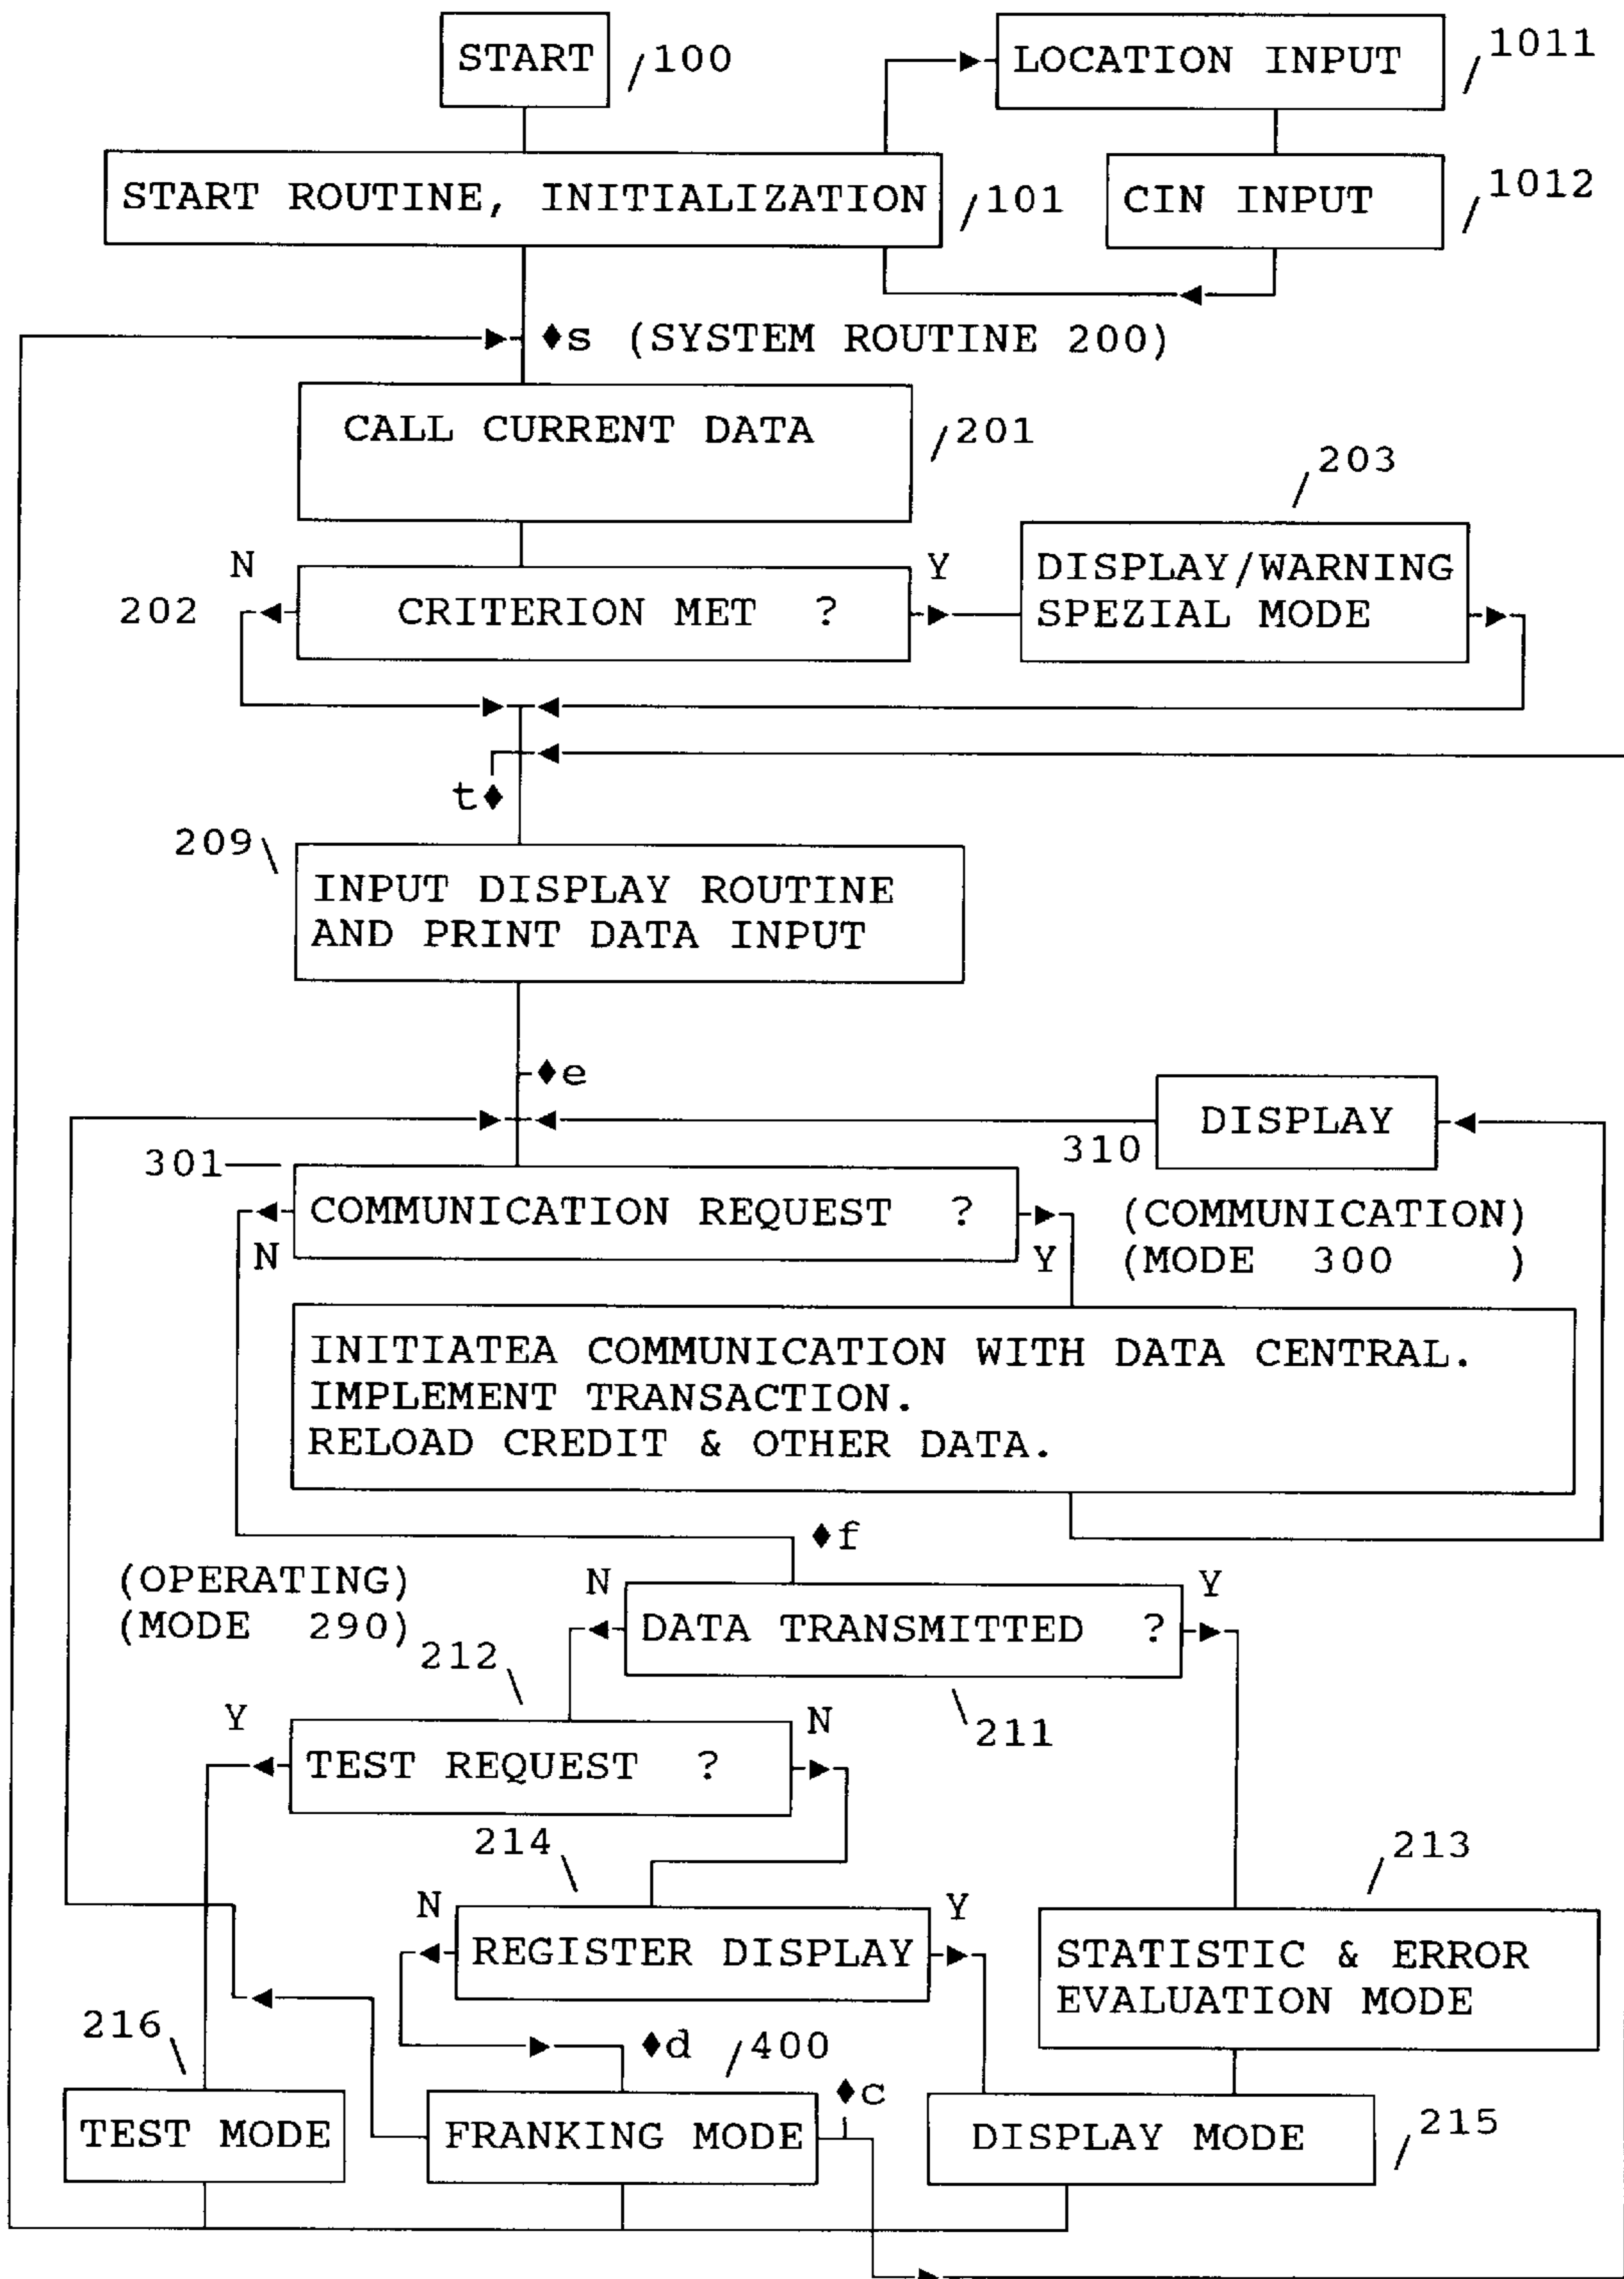 START /100
LOCATION INPUT /1011
START ROUTINE, INITIALIZATION /101
CIN INPUT /1012
♦s (SYSTEM ROUTINE 200)
CALL CURRENT DATA /201
/203
N
202
CRITERION MET ?
Y
DISPLAY/WARNING
SPEZIAL MODE
t♦
209\
INPUT DISPLAY ROUTINE
AND PRINT DATA INPUT
♦e
DISPLAY
310
301
COMMUNICATION REQUEST ?
N
Y
(COMMUNICATION)
(MODE 300 )
INITIATEA COMMUNICATION WITH DATA CENTRAL.
IMPLEMENT TRANSACTION.
RELOAD CREDIT & OTHER DATA.
♦f
(OPERATING)
(MODE 290)
N
DATA TRANSMITTED ?
Y
212\
\211
Y
TEST REQUEST ?
N
214\
/213
N
REGISTER DISPLAY
Y
STATISTIC & ERROR
EVALUATION MODE
216\
♦d /400
♦c
TEST MODE
FRANKING MODE
DISPLAY MODE
/215